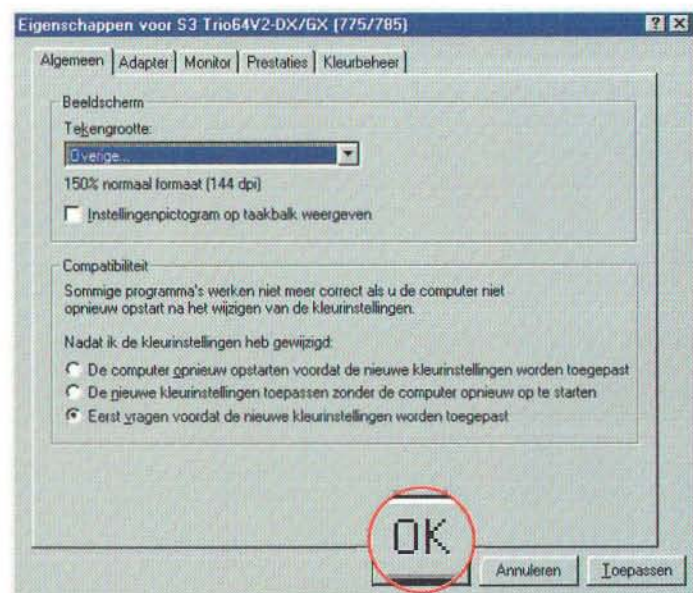 Eigenschappen voor S3 Trio64V2-DX/GX (775/785)
Algemeen Adapter Monitor Prestaties Kleurbeheer
Beeldscherm
Tekengrootte:
Overige...
150% normaal formaat (144 dpi)
Instellingenpictogram op taakbalk weergeven
Compatibiliteit
Sommige programma's werken niet meer correct als u de computer niet
opnieuw opstart na het wijzigen van de kleurinstellingen.
Nadat ik de kleurinstellingen heb gewijzigd:
De computer opnieuw opstarten voordat de nieuwe kleurinstellingen worden toegepast
De nieuwe kleurinstellingen toepassen zonder de computer opnieuw op te starten
Eerst vragen voordat de nieuwe kleurinstellingen worden toegepast
OK Annuleren Toepassen